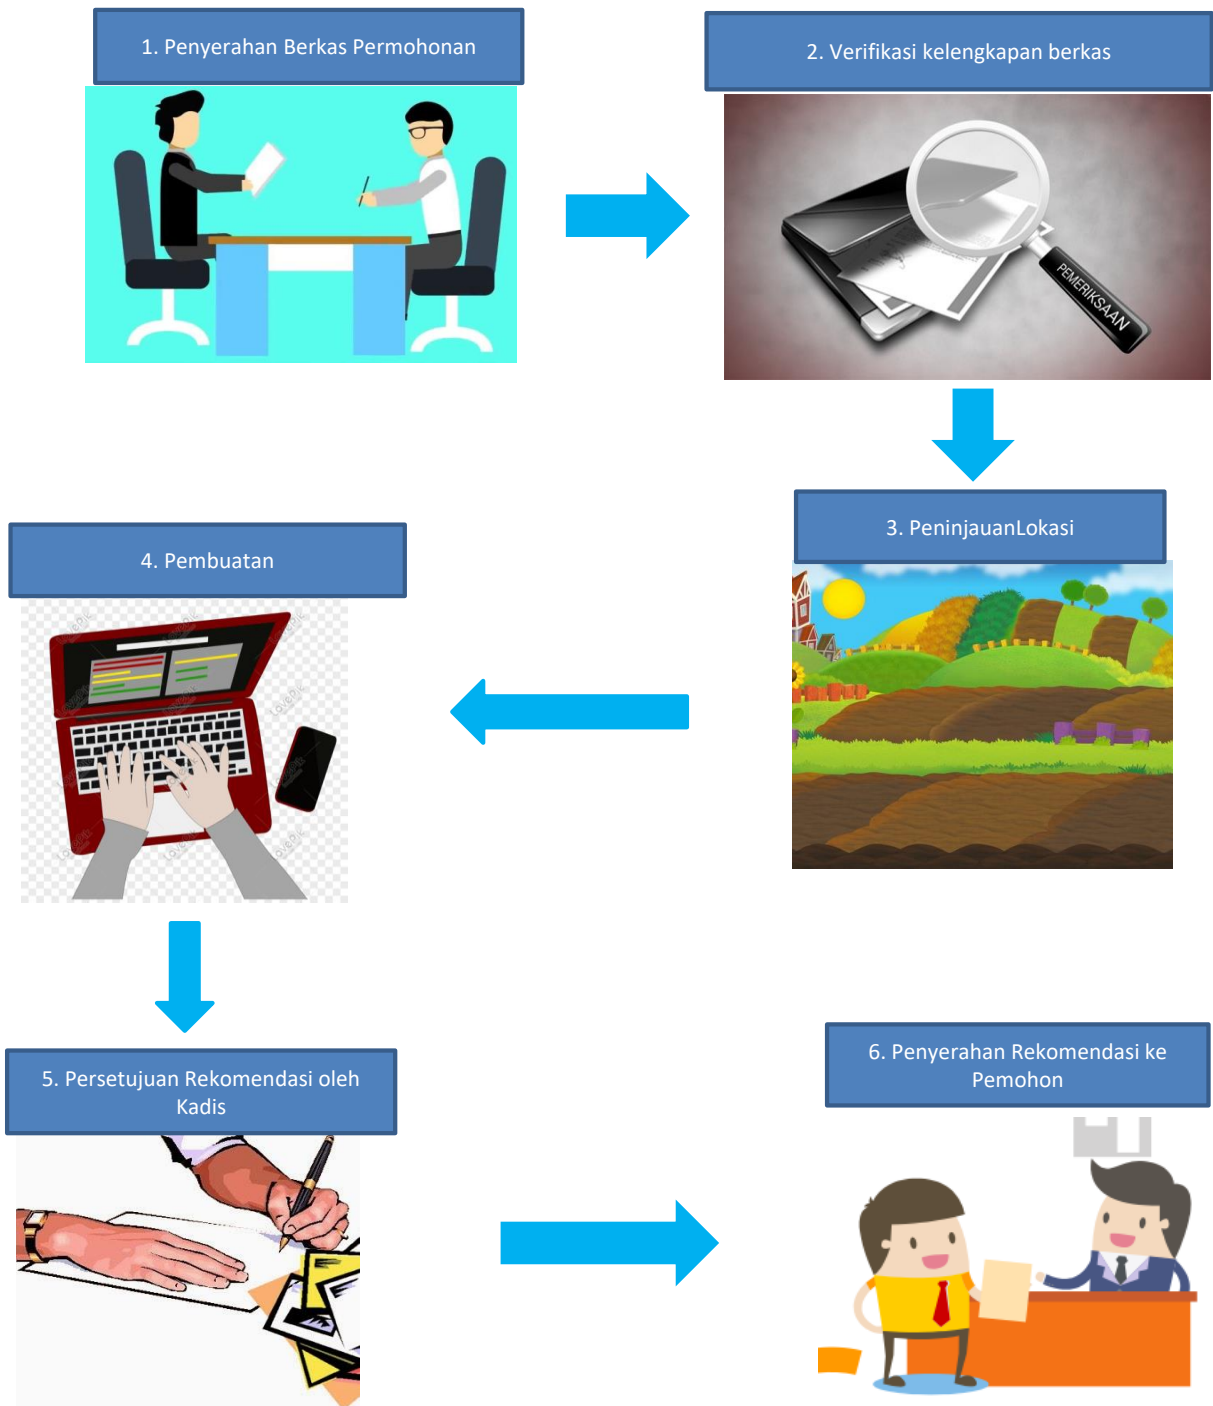 1. Penyerahan Berkas Permohonan
2. Verifikasi kelengkapan berkas
PEMERIKSAAN
3. PeninjauanLokasi
4. Pembuatan
5. Persetujuan Rekomendasi oleh
Kadis
6. Penyerahan Rekomendasi ke
Pemohon